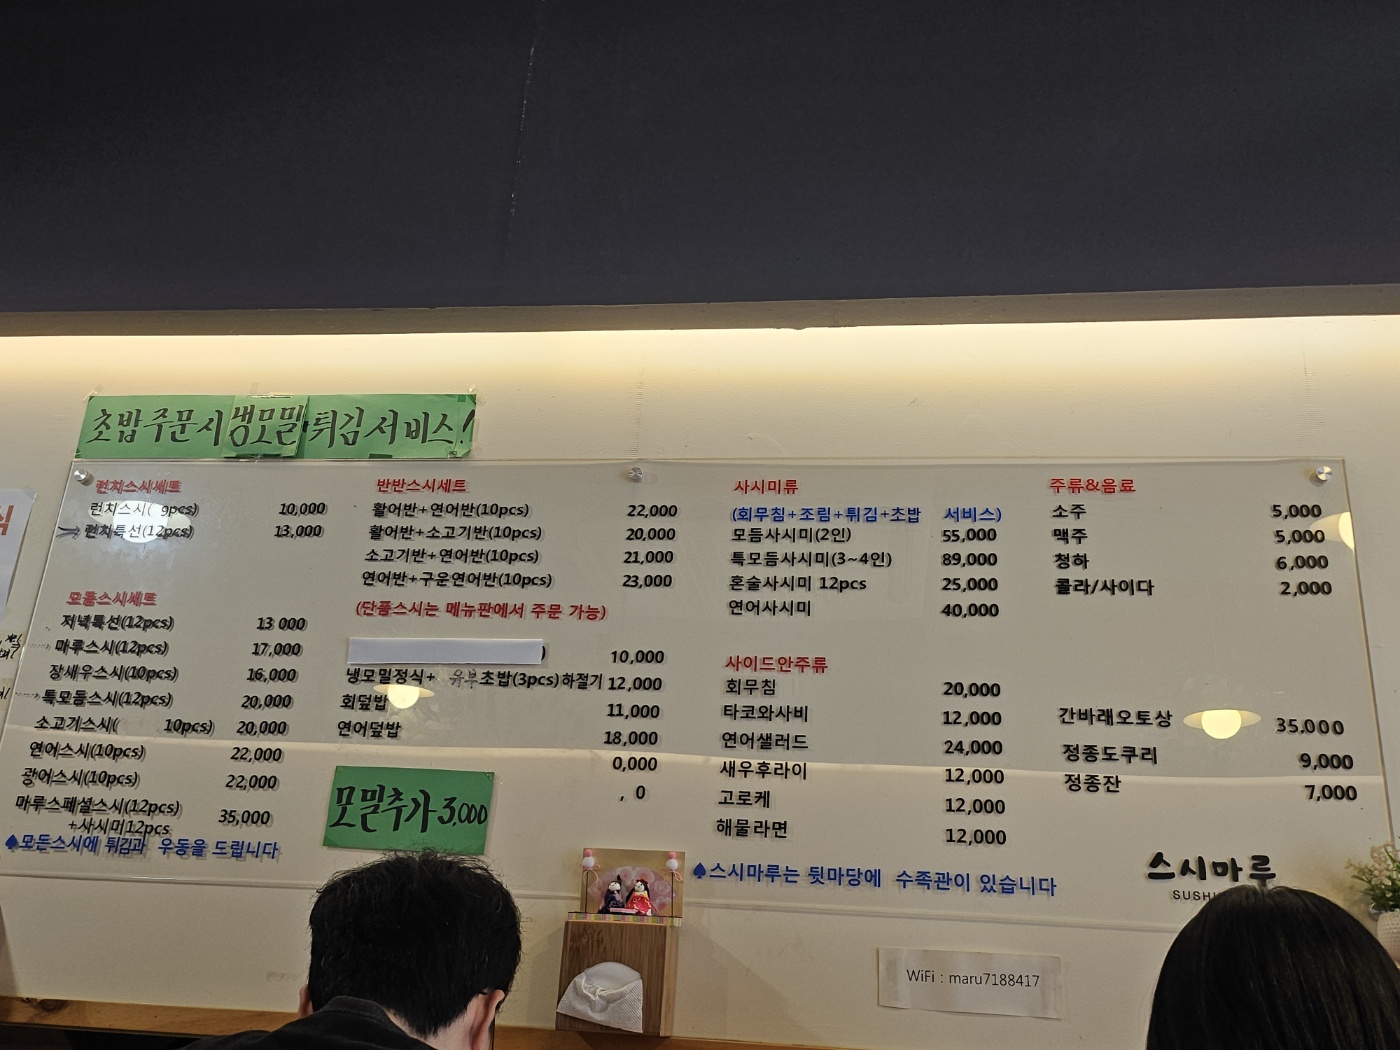 초밥주문시냉모밀튀김서비스!
런치스시세트
런치스시( 9pcs) 10,000
런치특선(12pcs) 13,000
모듬스시세트
저녁특선(12pcs) 13 000
마루스시(12pcs) 17,000
장새우스시(10pcs) 16,000
특모듬스시(12pcs) 20,000
소고기스시( 10pcs) 20,000
연어스시(10pcs) 22,000
광어스시(10pcs) 22,000
마루스페셜스시(12pcs) 35,000
+사시미12pcs
♠모든스시에 튀김과 우동을 드립니다
반반스시세트
활어반+연어반(10pcs) 22,000
활어반+소고기반(10pcs) 20,000
소고기반+연어반(10pcs) 21,000
연어반+구운연어반(10pcs) 23,000
(단품스시는 메뉴판에서 주문 가능)
) 10,000
냉모밀정식+ 유부초밥(3pcs)하절기 12,000
회덮밥 11,000
연어덮밥 18,000
0,000
, 0
모밀추가 3,000
사시미류
(회무침+조림+튀김+초밥 서비스)
모듬사시미(2인) 55,000
특모듬사시미(3~4인) 89,000
혼술사시미 12pcs 25,000
연어사시미 40,000
사이드안주류
회무침 20,000
타코와사비 12,000
연어샐러드 24,000
새우후라이 12,000
고로케 12,000
해물라면 12,000
♠스시마루는 뒷마당에 수족관이 있습니다
주류&음료
소주 5,000
맥주 5,000
청하 6,000
콜라/사이다 2,000
간바래오토상 35,000
정종도쿠리 9,000
정종잔 7,000
스시마루
SUSHI
WiFi : maru7188417
식